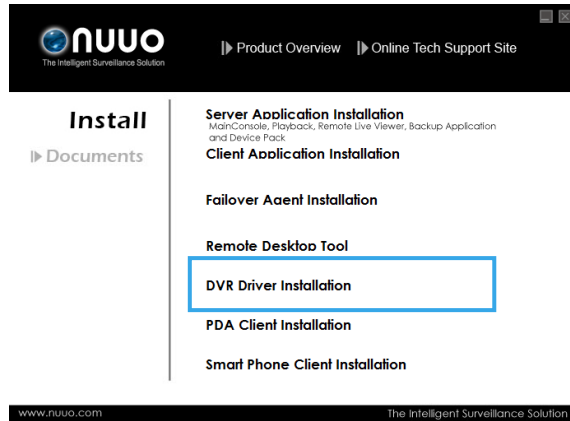 nuuo
The Intelligent Surveillance Solution
Product Overview
Online Tech Support Site
Install
Documents
Server Application Installation
MainConsole, Playback, Remote Live Viewer, Backup Application
and Device Pack
Client Application Installation
Failover Agent Installation
Remote Desktop Tool
DVR Driver Installation
PDA Client Installation
Smart Phone Client Installation
www.nuuo.com
The Intelligent Surveillance Solution